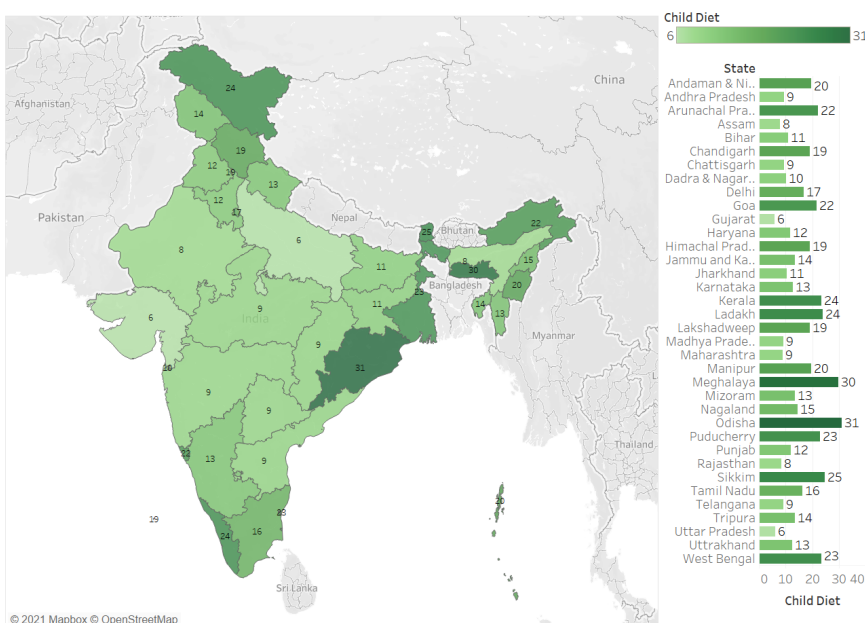 Child Diet
6 31
State
Andaman & Ni.. 20
Andhra Pradesh 9
Arunachal Pra.. 22
Assam 8
Bihar 11
Chandigarh 19
Chattisgarh 9
Dadra & Nagar.. 10
Delhi 17
Goa 22
Gujarat 6
Haryana 12
Himachal Prad.. 19
Jammu and Ka.. 14
Jharkhand 11
Karnataka 13
Kerala 24
Ladakh 24
Lakshadweep 19
Madhya Prade.. 9
Maharashtra 9
Manipur 20
Meghalaya 30
Mizoram 13
Nagaland 15
Odisha 31
Puducherry 23
Punjab 12
Rajasthan 8
Sikkim 25
Tamil Nadu 16
Telangana 9
Tripura 14
Uttar Pradesh 6
Uttrakhand 13
West Bengal 23
0 10 20 30 40
Child Diet
China
Afghanistan
24
14
19
12 19
13
12
Pakistan
17
Nepal
6
8
25
Bhutan
22
11
8
30
15
Bangladesh
20
23
14
13
11
9
India
6
9
Myanmar
31
10
9
9
Thailand
22
13
9
20
19
23
24
16
Sri Lanka
© 2021 Mapbox © OpenStreetMap